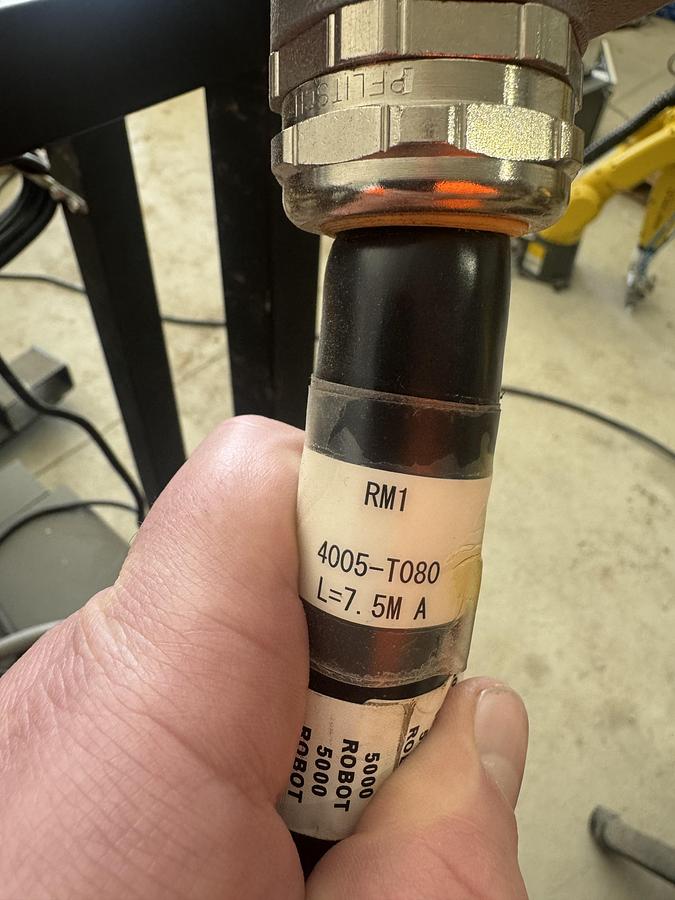 PFLITSCH
RM1
4005-T080
L=7.5M A
5000
ROBOT
5000
ROBOT